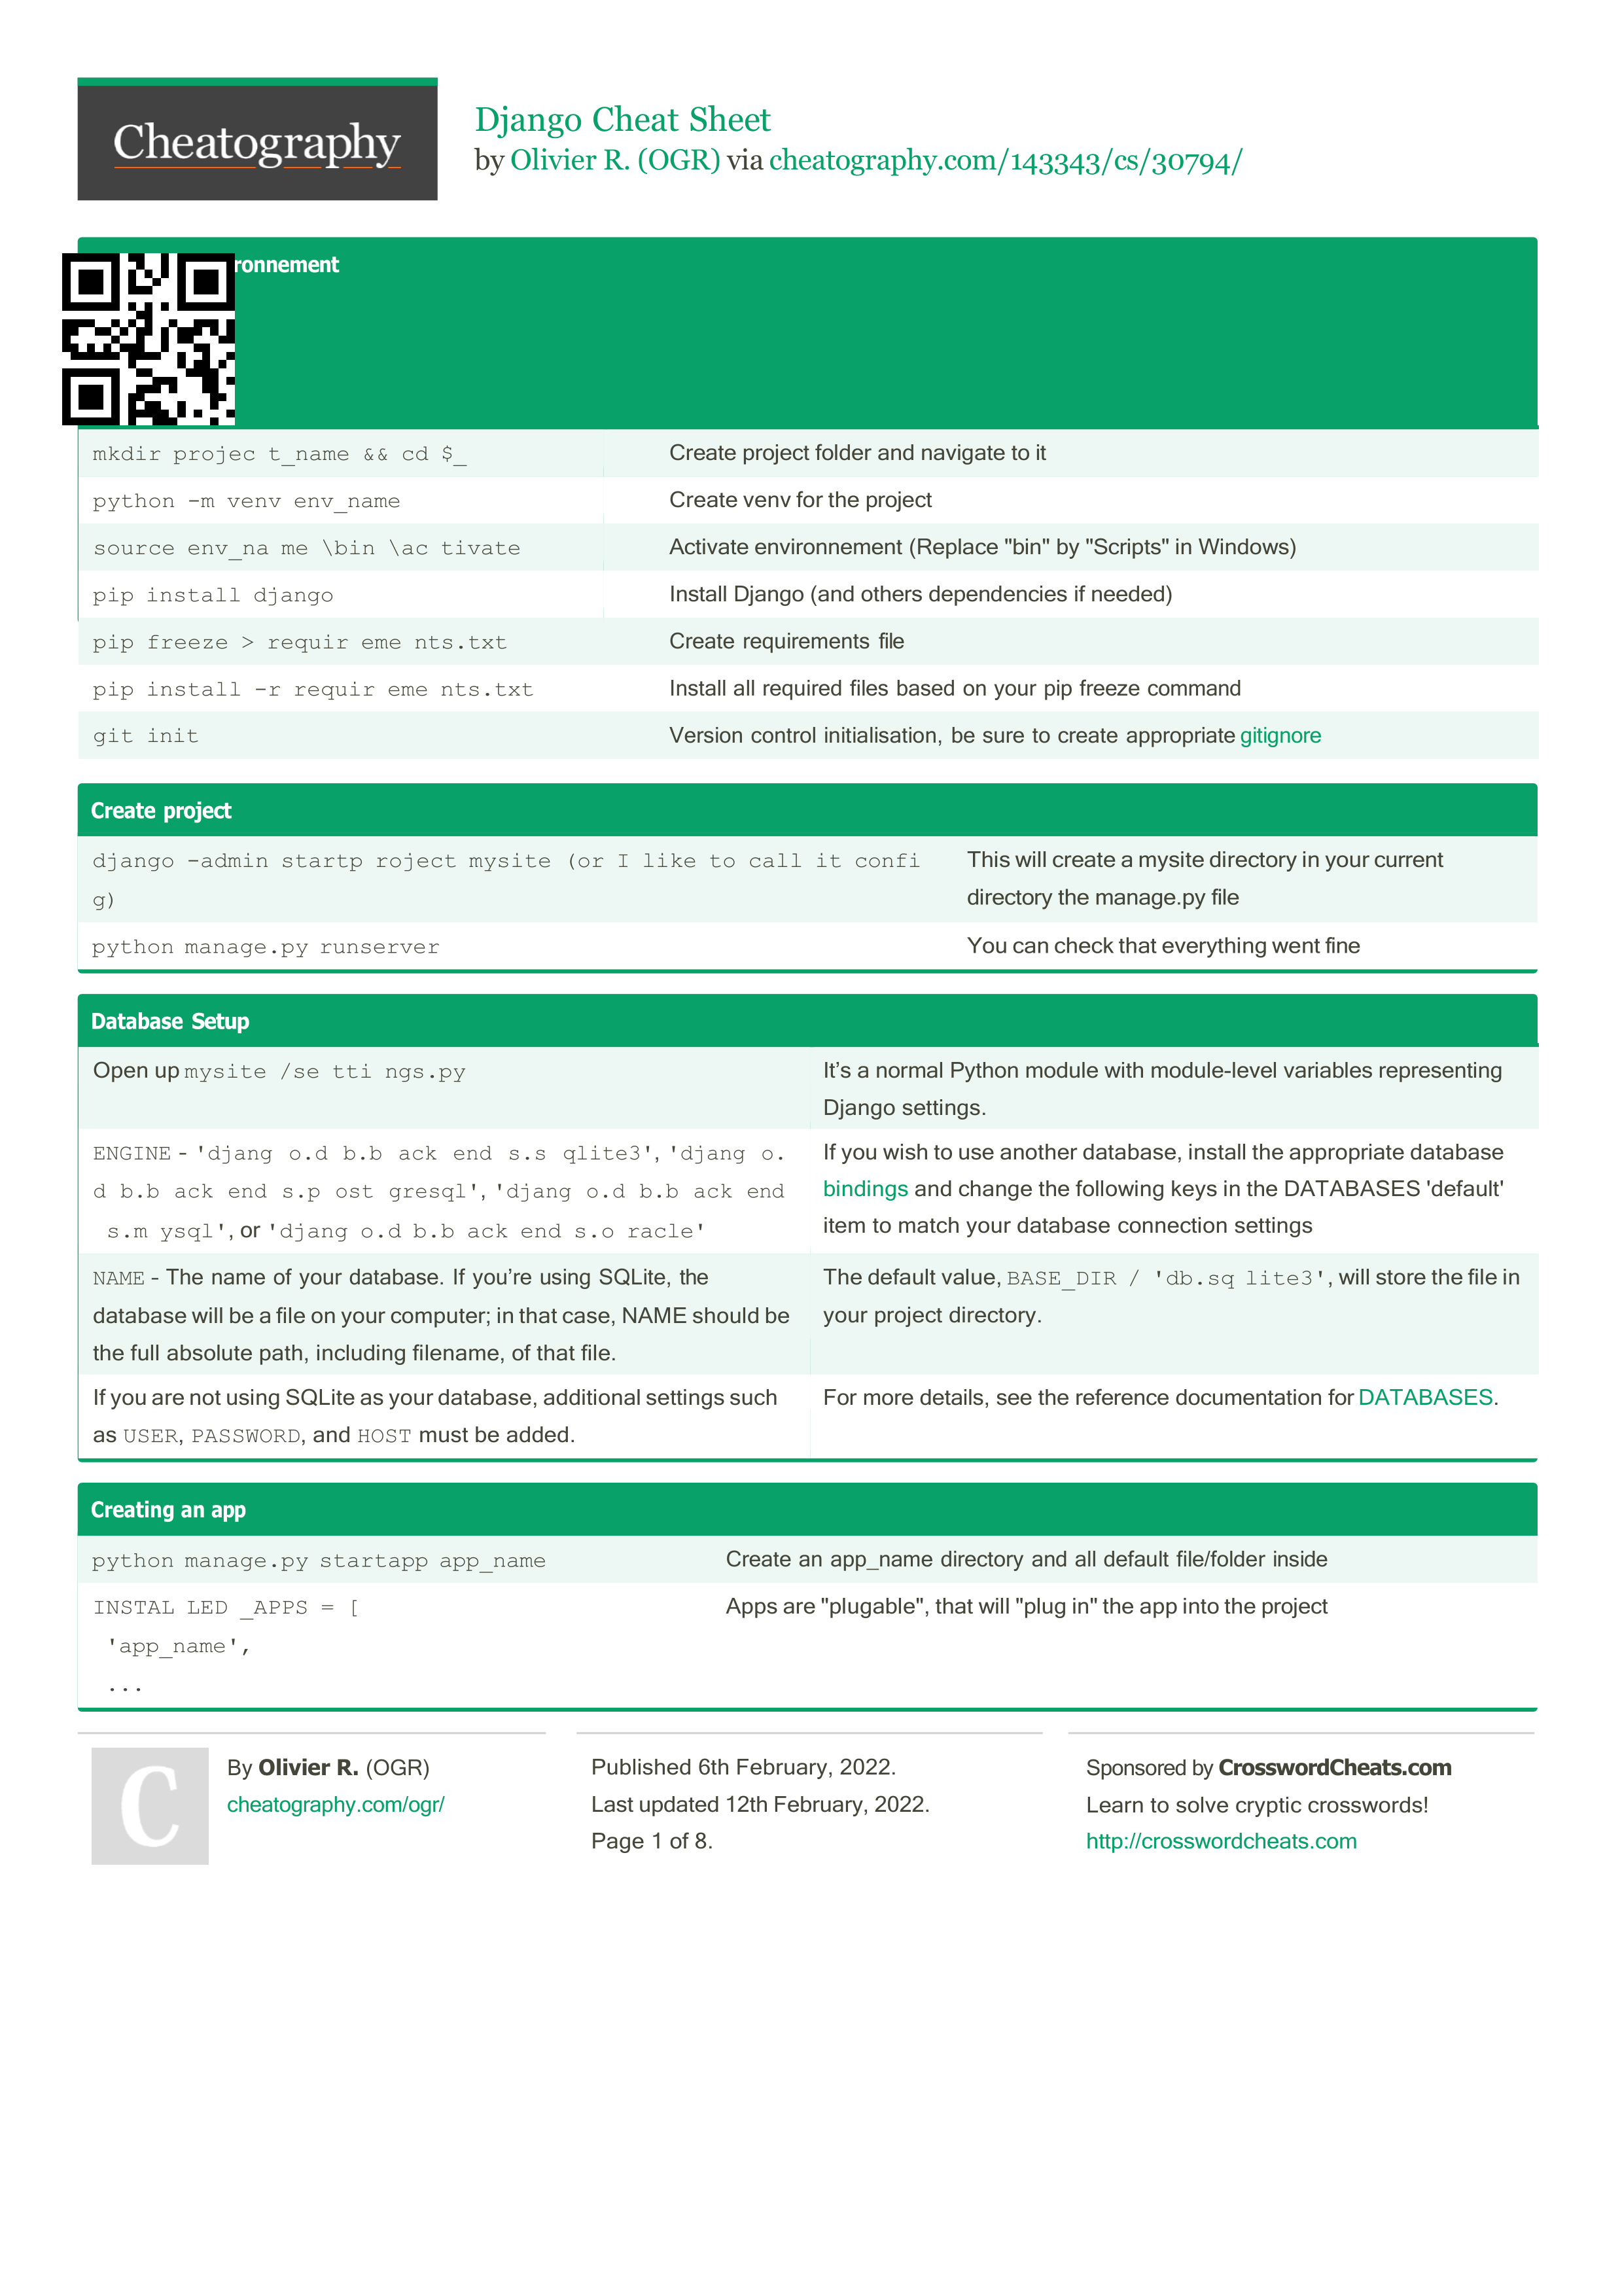 Cheatography
Django Cheat Sheet
by Olivier R. (OGR) via cheatography.com/143343/cs/30794/
ronnement
mkdir projec t_name && cd $_
Create project folder and navigate to it
python -m venv env_name
Create venv for the project
source env_na me \bin \ac tivate
Activate environnement (Replace "bin" by "Scripts" in Windows)
pip install django
Install Django (and others dependencies if needed)
pip freeze > requir eme nts.txt
Create requirements file
pip install -r requir eme nts.txt
Install all required files based on your pip freeze command
git init
Version control initialisation, be sure to create appropriate gitignore
Create project
django -admin startp roject mysite (or I like to call it confi
g)
This will create a mysite directory in your current
directory the manage.py file
python manage.py runserver
You can check that everything went fine
Database Setup
Open up mysite /se tti ngs.py
It’s a normal Python module with module-level variables representing
Django settings.
ENGINE - 'djang o.d b.b ack end s.s qlite3', 'djang o.
d b.b ack end s.p ost gresql', 'djang o.d b.b ack end
s.m ysql', or 'djang o.d b.b ack end s.o racle'
If you wish to use another database, install the appropriate database
bindings and change the following keys in the DATABASES 'default'
item to match your database connection settings
NAME - The name of your database. If you’re using SQLite, the
database will be a file on your computer; in that case, NAME should be
the full absolute path, including filename, of that file.
The default value, BASE_DIR / 'db.sq lite3', will store the file in
your project directory.
If you are not using SQLite as your database, additional settings such
as USER, PASSWORD, and HOST must be added.
For more details, see the reference documentation for DATABASES.
Creating an app
python manage.py startapp app_name
Create an app_name directory and all default file/folder inside
INSTAL LED _APPS = [
'app_name',
...
Apps are "plugable", that will "plug in" the app into the project
C
By Olivier R. (OGR)
cheatography.com/ogr/
Published 6th February, 2022.
Last updated 12th February, 2022.
Page 1 of 8.
Sponsored by CrosswordCheats.com
Learn to solve cryptic crosswords!
http://crosswordcheats.com